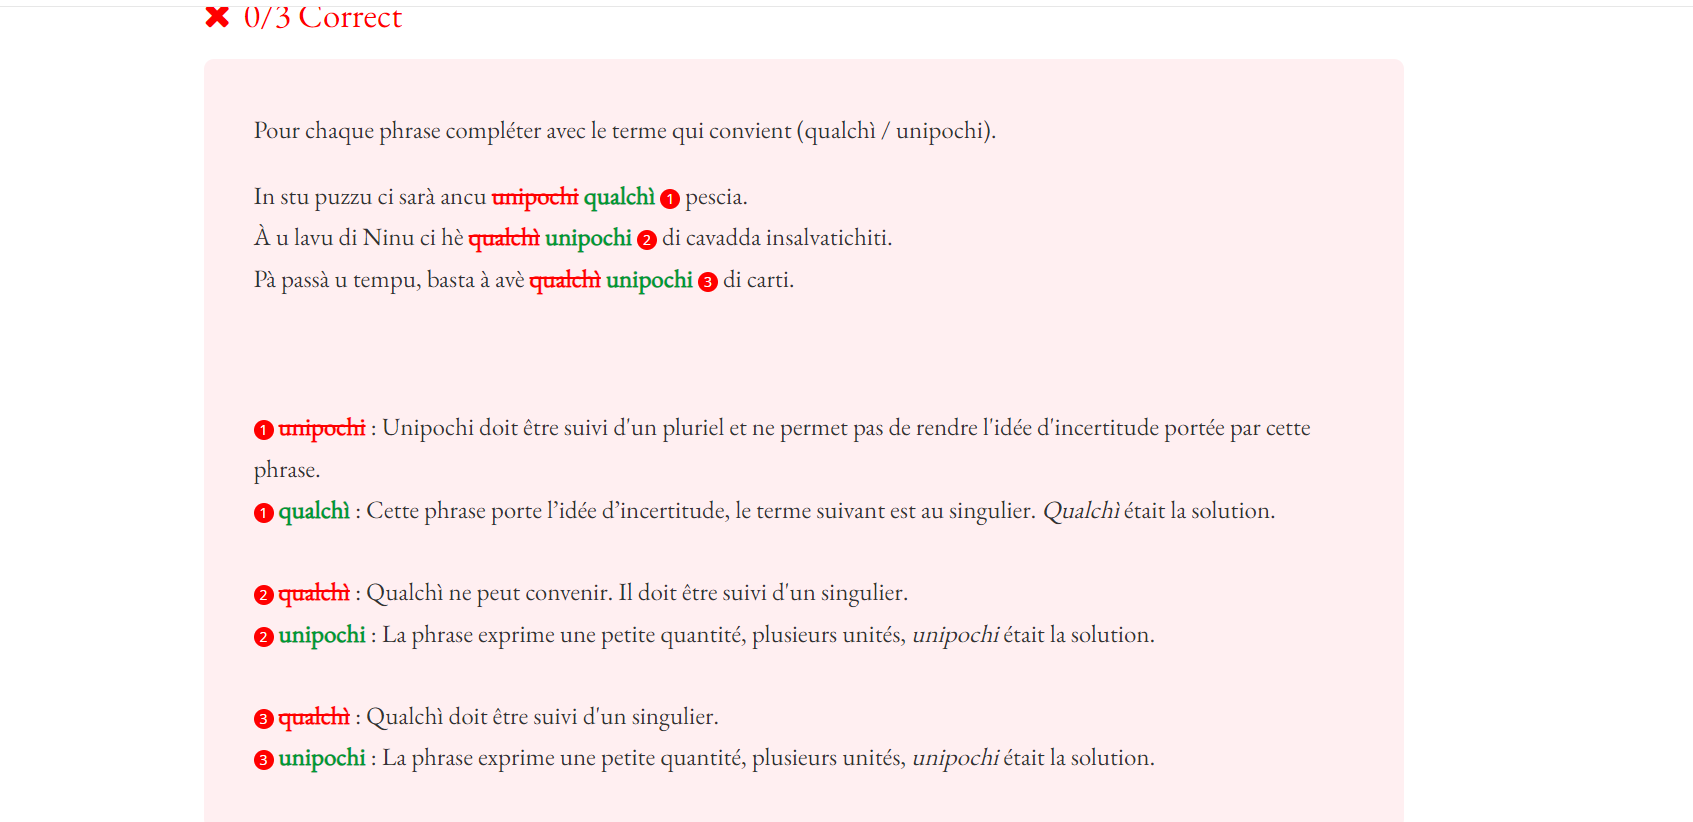 ✖ 0/3 Correct
Pour chaque phrase compléter avec le terme qui convient (qualchì / unipochi).
In stu puzzu ci sarà ancu unipochi qualchì 1 pescia.
À u lavu di Ninu ci hè qualchì unipochi 2 di cavadda insalvatichiti.
Pà passà u tempu, basta à avè qualchì unipochi 3 di carti.
1 unipochi : Unipochi doit être suivi d'un pluriel et ne permet pas de rendre l'idée d'incertitude portée par cette
phrase.
1 qualchì : Cette phrase porte l’idée d’incertitude, le terme suivant est au singulier. Qualchì était la solution.
2 qualchì : Qualchì ne peut convenir. Il doit être suivi d'un singulier.
2 unipochi : La phrase exprime une petite quantité, plusieurs unités, unipochi était la solution.
3 qualchì : Qualchì doit être suivi d'un singulier.
3 unipochi : La phrase exprime une petite quantité, plusieurs unités, unipochi était la solution.